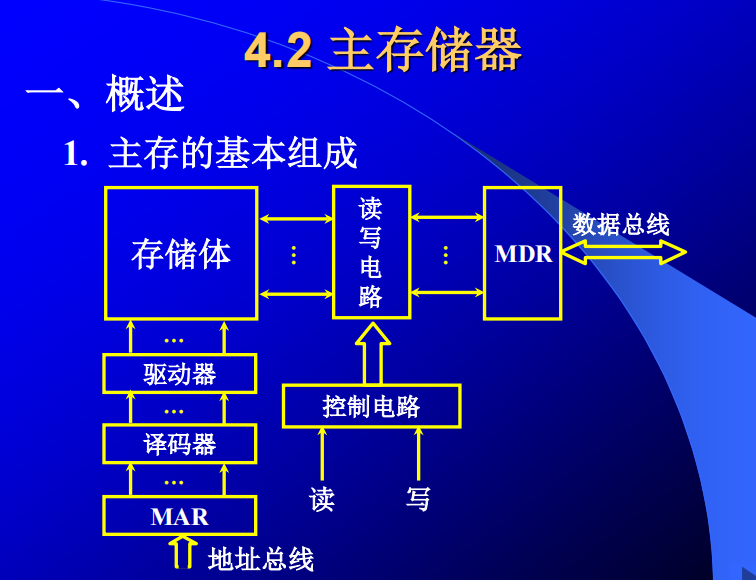 4.2 主存储器
一、概述
1. 主存的基本组成
存储体
读写电路
MDR
数据总线
…
…
…
驱动器
…
译码器
…
MAR
地址总线
控制电路
读
写